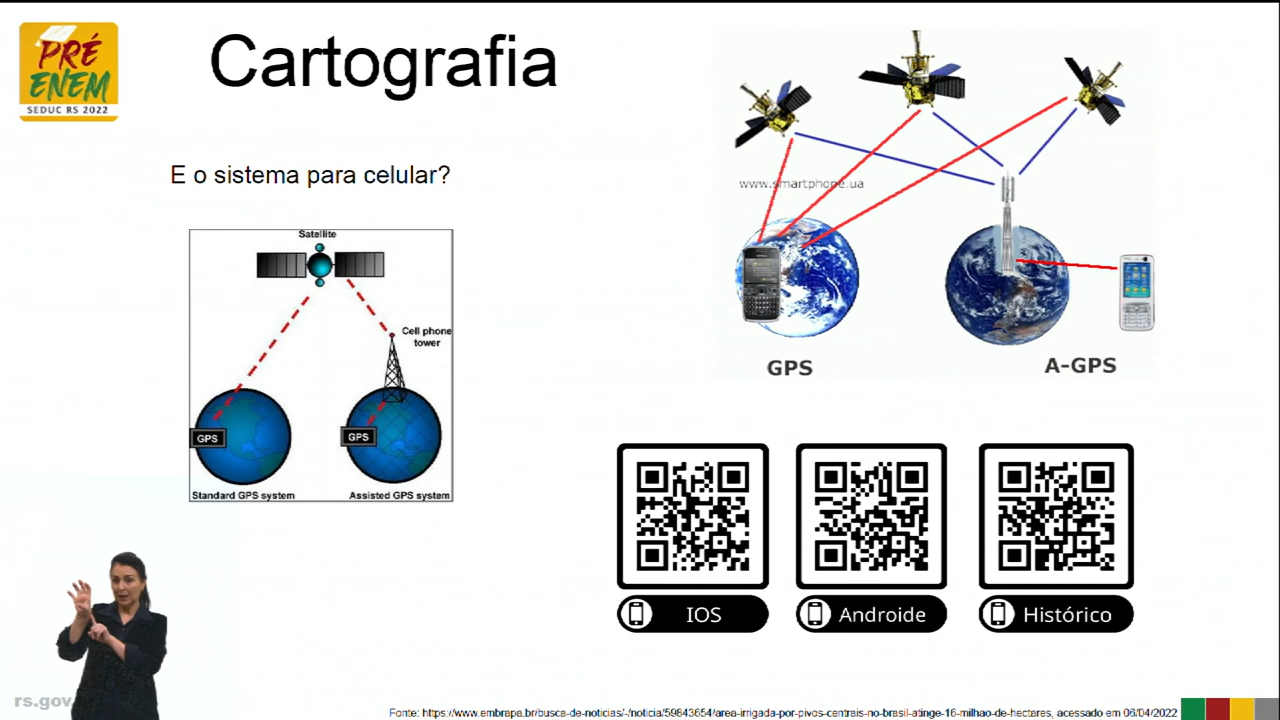 PRÉ
ENEM
SEDUC RS 2022
Cartografia
E o sistema para celular?
Satellite
Cell phone
tower
GPS
GPS
Standard GPS system
Assisted GPS system
www.smartphone.ua
GPS
A-GPS
IOS
Androide
Histórico
rs.gov.
Fonte: https://www.embrapa.br/busca-de-noticias/-/noticia/59843654/area-irrigada-por-pivos-centrais-no-brasil-atinge-16-milhao-de-hectares, acessado em 06/04/2022